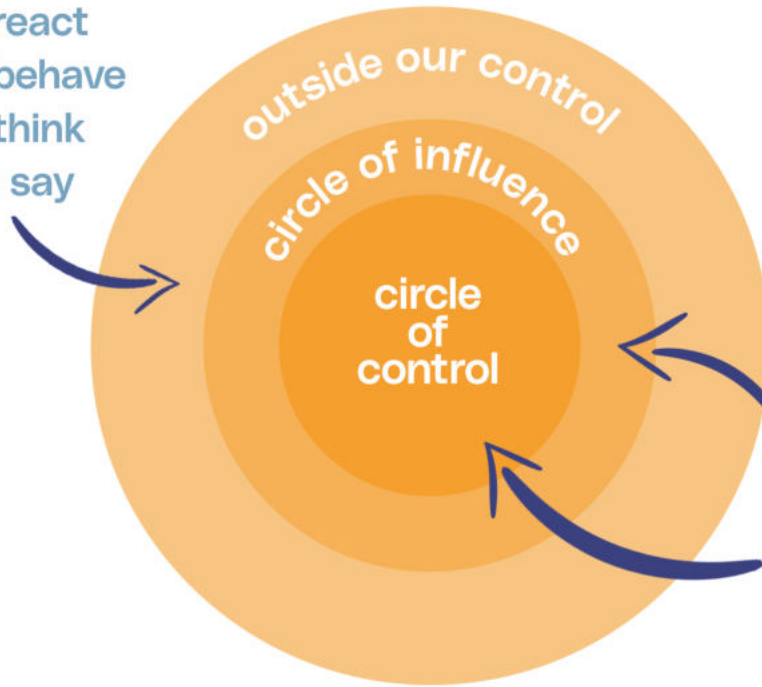 react
behave
think
say
outside our control
circle of influence
circle
of
control